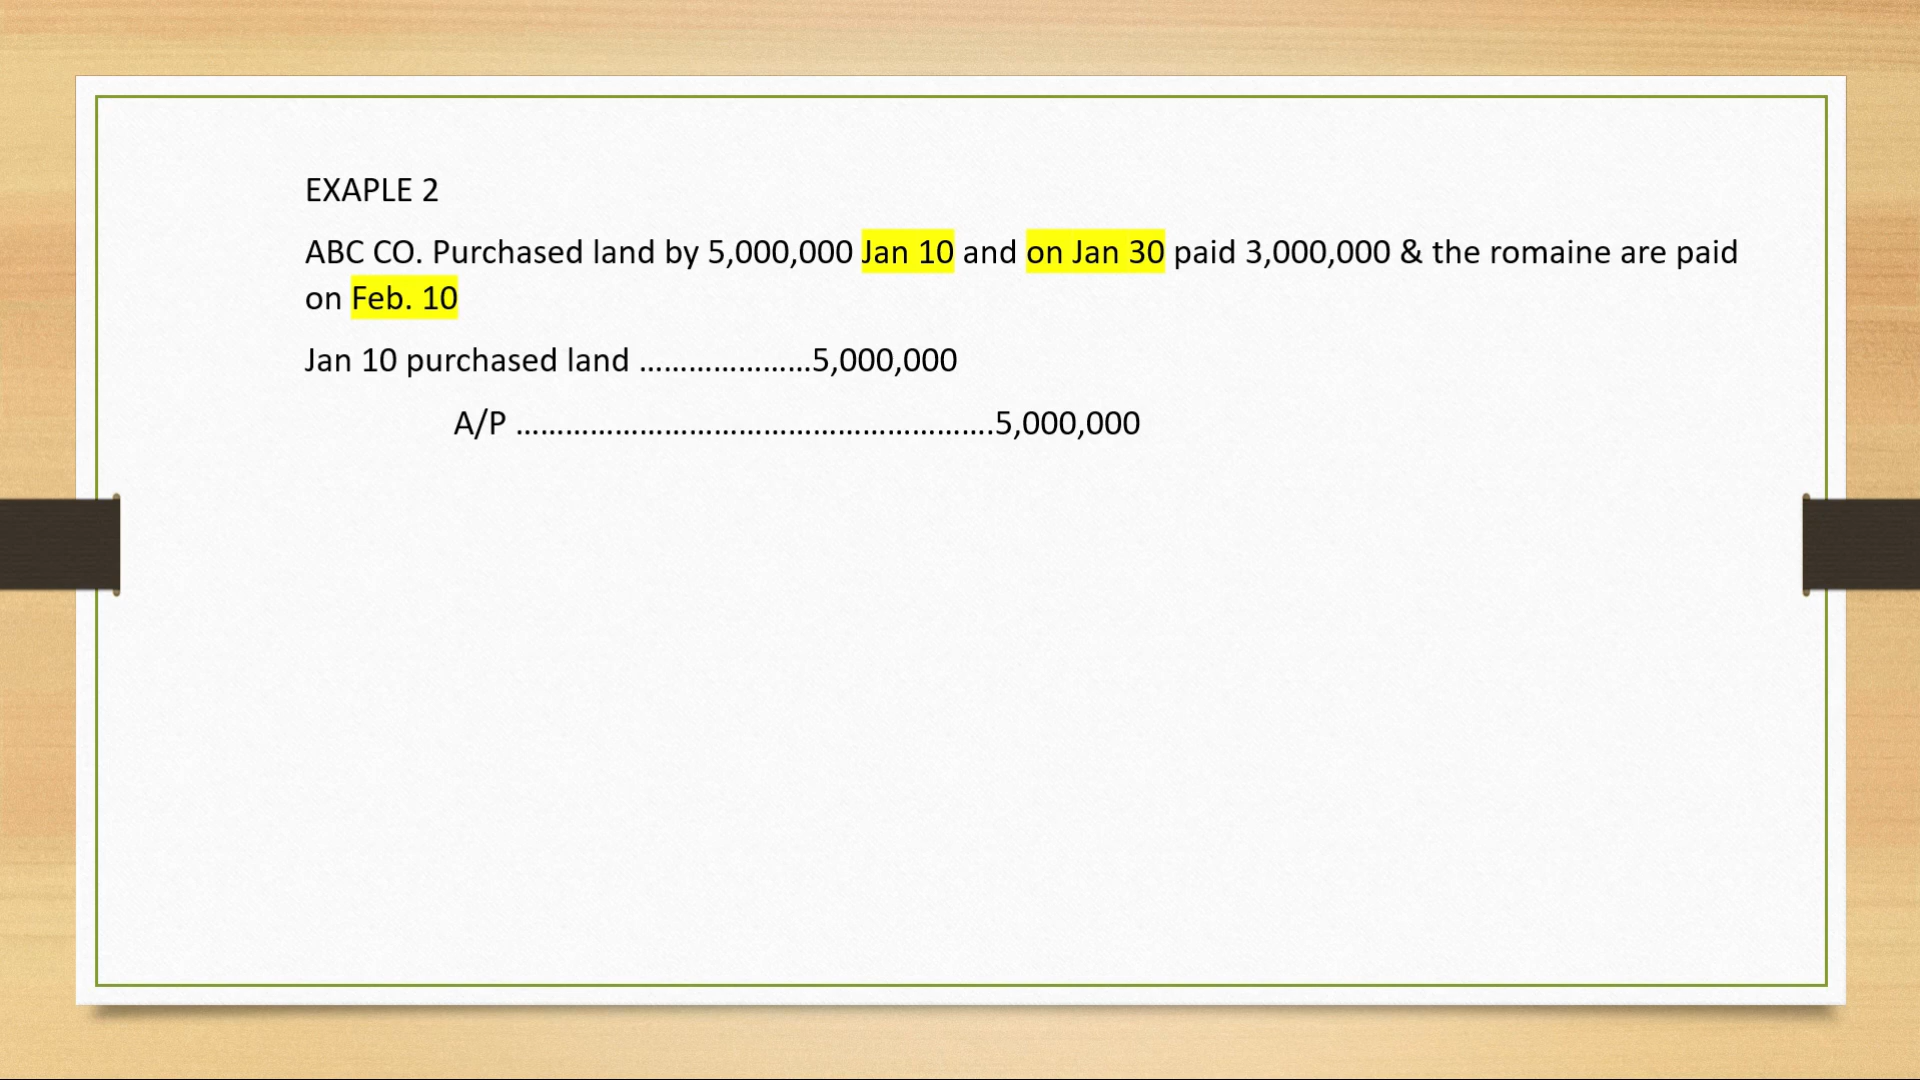 EXAPLE 2
ABC CO. Purchased land by 5,000,000 Jan 10 and on Jan 30 paid 3,000,000 & the romaine are paid
on Feb. 10
Jan 10 purchased land …………………5,000,000
A/P ………………………………………………….5,000,000